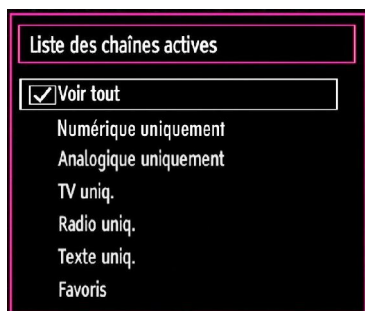 Liste des chaînes actives
Voir tout
Numérique uniquement
Analogique uniquement
TV uniq.
Radio uniq.
Texte uniq.
Favoris